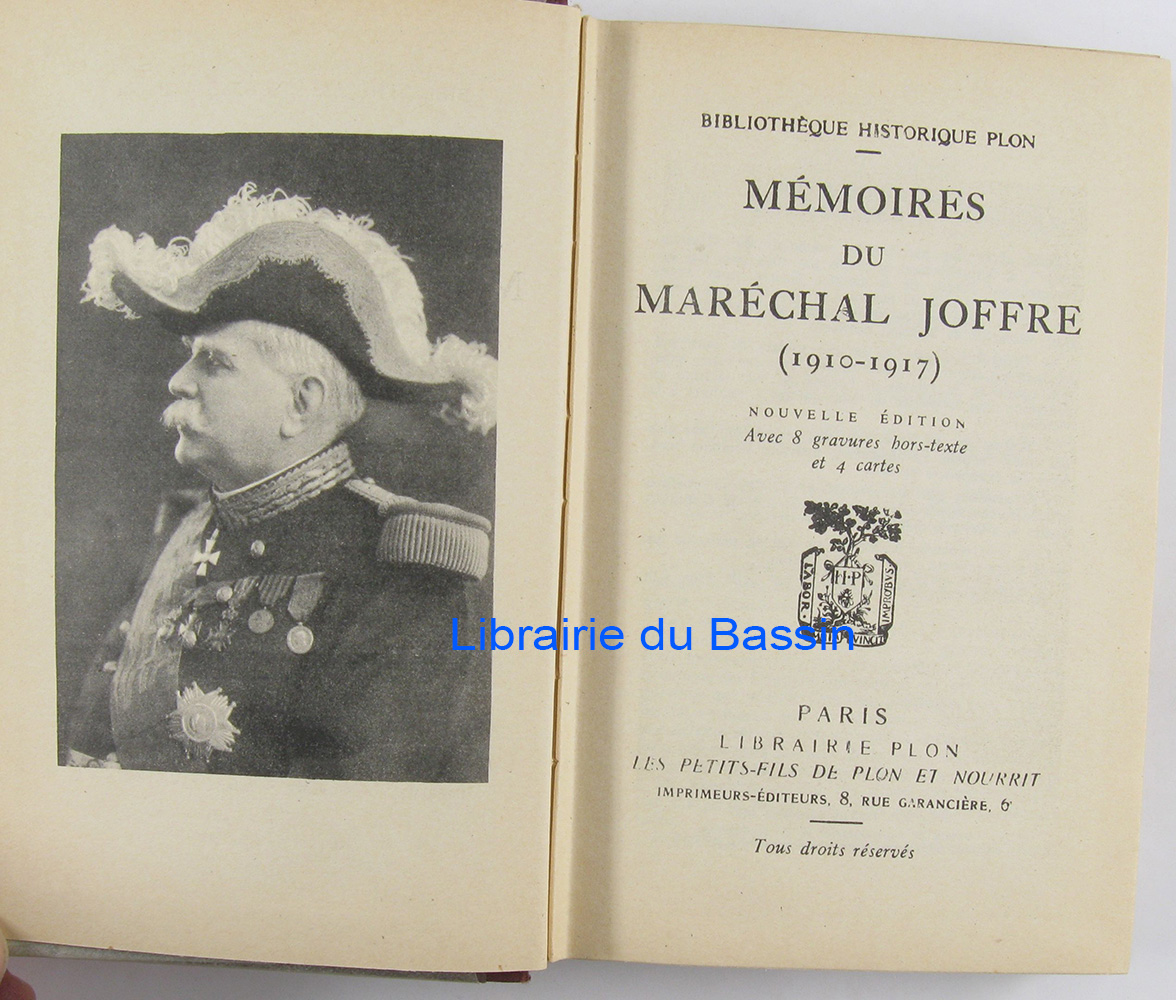 BIBLIOTHÈQUE HISTORIQUE PLON
MÉMOIRES
DU
MARÉCHAL JOFFRE
(1910-1917)
NOUVELLE ÉDITION
Avec 8 gravures hors-texte
et 4 cartes
H·P
LABOR·
IMPROBVS
Librairie du Bassin
PARIS
LIBRAIRIE PLON
LES PETITS-FILS DE PLON ET NOURRIT
IMPRIMEURS-ÉDITEURS, 8, RUE GARANCIÈRE, 6e
Tous droits réservés